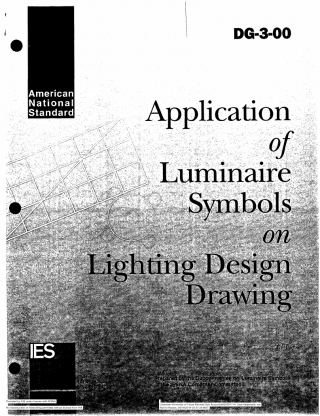 DG-3-00
American
National
Standard
Application
of
Luminaire
Symbols
on
Lighting Design
Drawing
IES